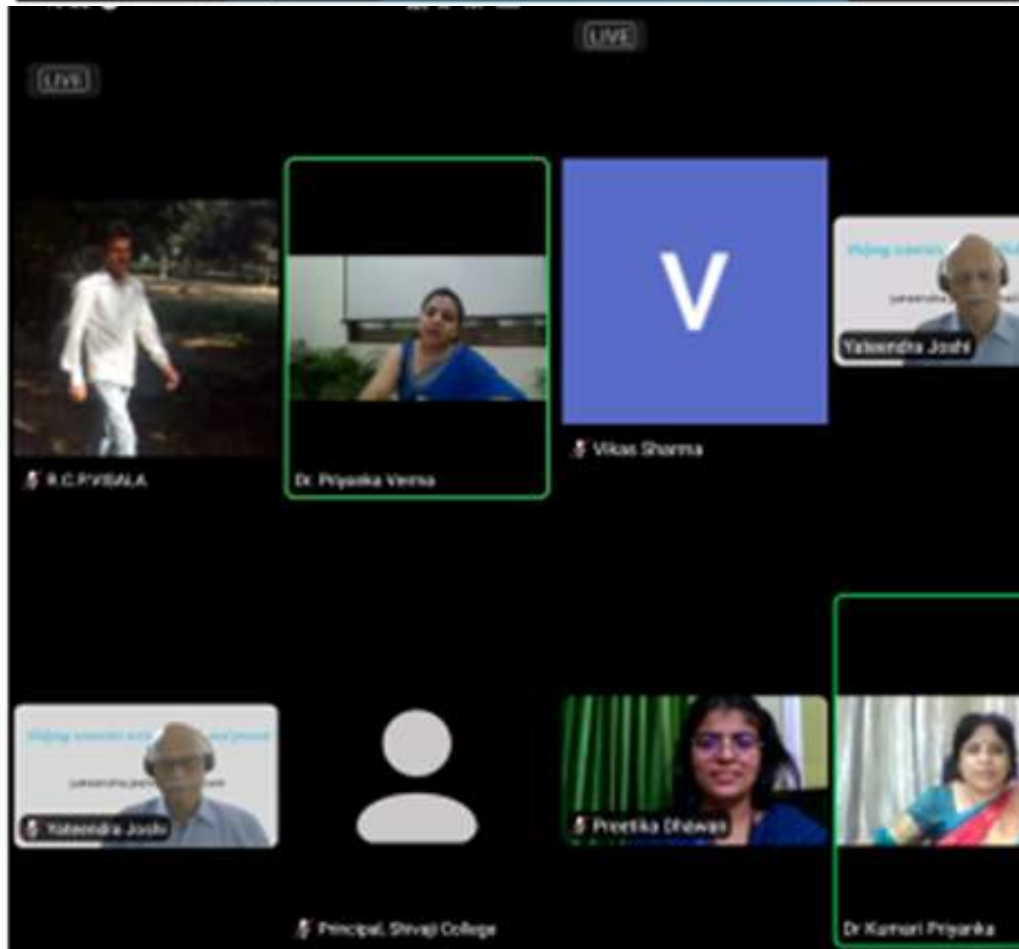 LIVE
LIVE
V
Yateendra Joshi
Vikas Sharma
R.C.P.VISALA
Dr. Priyanka Verma
Yateendra Joshi
Preetika Dhawan
Principal, Shivaji College
Dr Kumari Priyanka